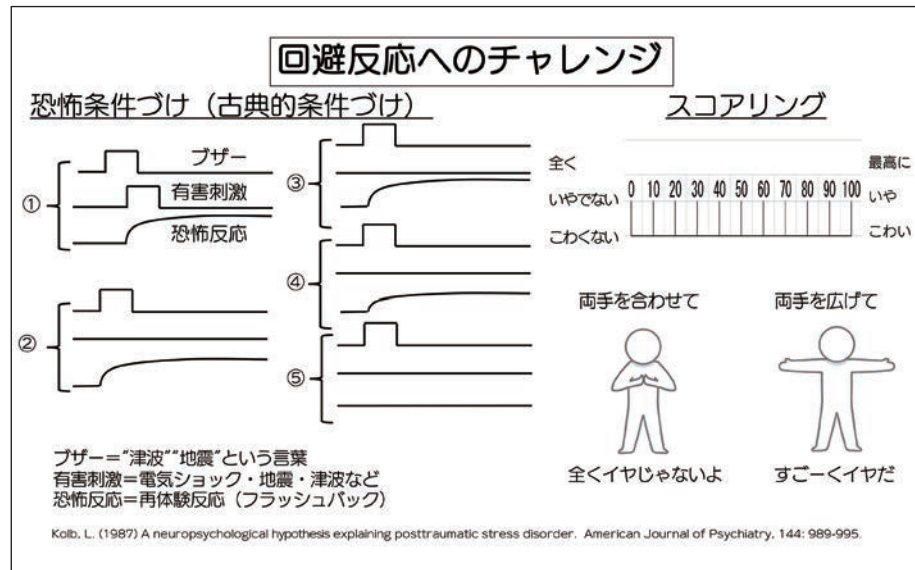 回避反応へのチャレンジ
恐怖条件づけ（古典的条件づけ）
①
ブザー
有害刺激
恐怖反応
②
③
④
⑤
ブザー＝“津波”“地震”という言葉
有害刺激＝電気ショック・地震・津波など
恐怖反応＝再体験反応（フラッシュバック）
スコアリング
全く
いやでない
こわくない
0 10 20 30 40 50 60 70 80 90 100
最高に
いや
こわい
両手を合わせて
全くイヤじゃないよ
両手を広げて
すごーくイヤだ
Kolb, L. (1987) A neuropsychological hypothesis explaining posttraumatic stress disorder. American Journal of Psychiatry, 144: 989-995.